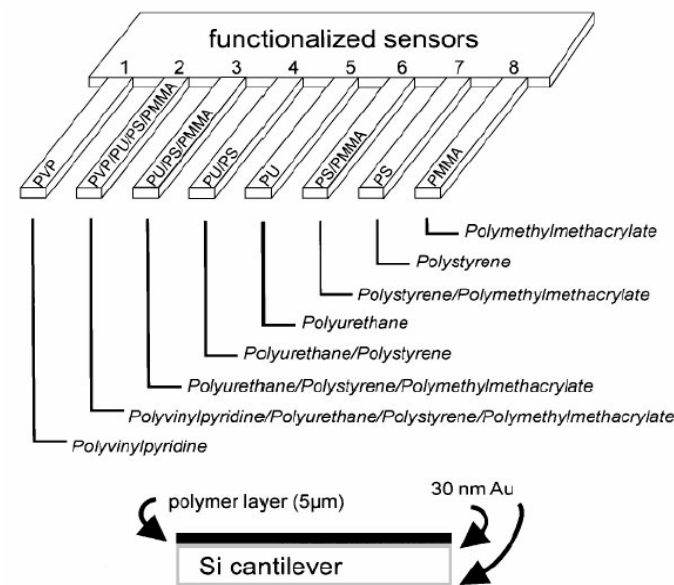 functionalized sensors
1 2 3 4 5 6 7 8
PVP
PVP/PU/PS/PMMA
PU/PS/PMMA
PU/PS
PU
PS/PMMA
PS
PMMA
Polymethylmethacrylate
Polystyrene
Polystyrene/Polymethylmethacrylate
Polyurethane
Polyurethane/Polystyrene
Polyurethane/Polystyrene/Polymethylmethacrylate
Polyvinylpyridine/Polyurethane/Polystyrene/Polymethylmethacrylate
Polyvinylpyridine
polymer layer (5µm)
30 nm Au
Si cantilever